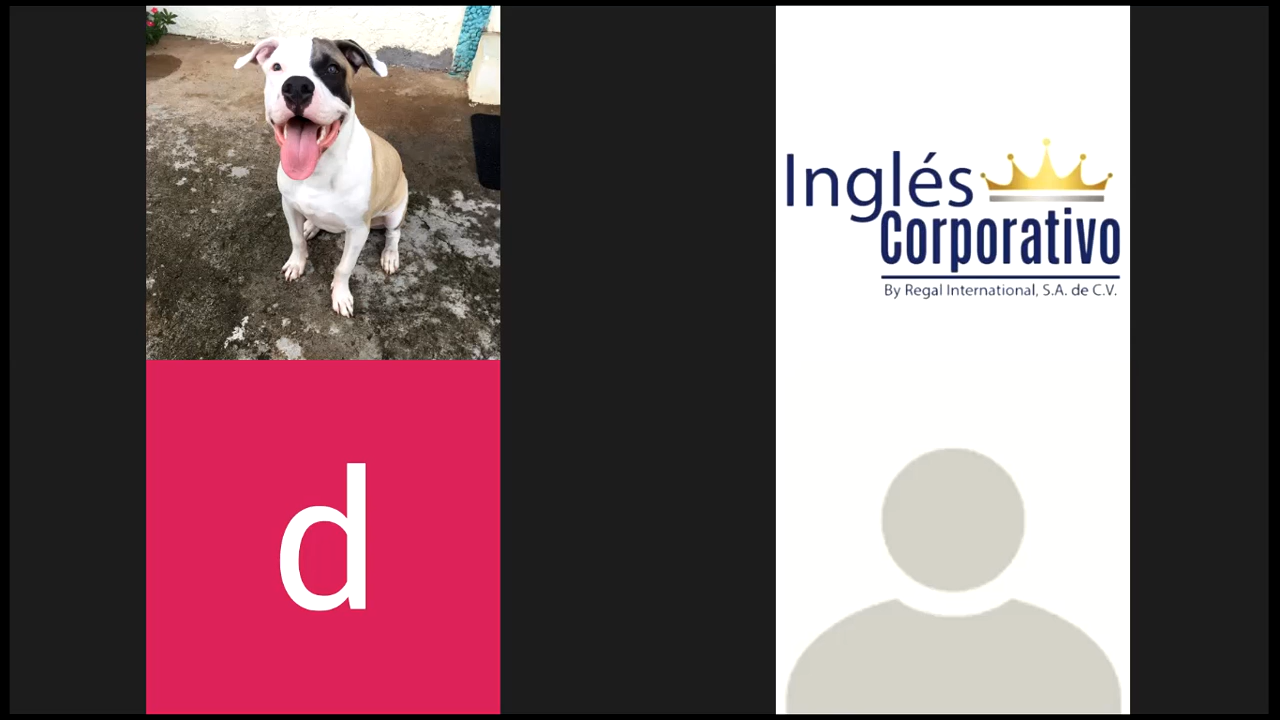 Inglés
Corporativo
By Regal International, S.A. de C.V.
d